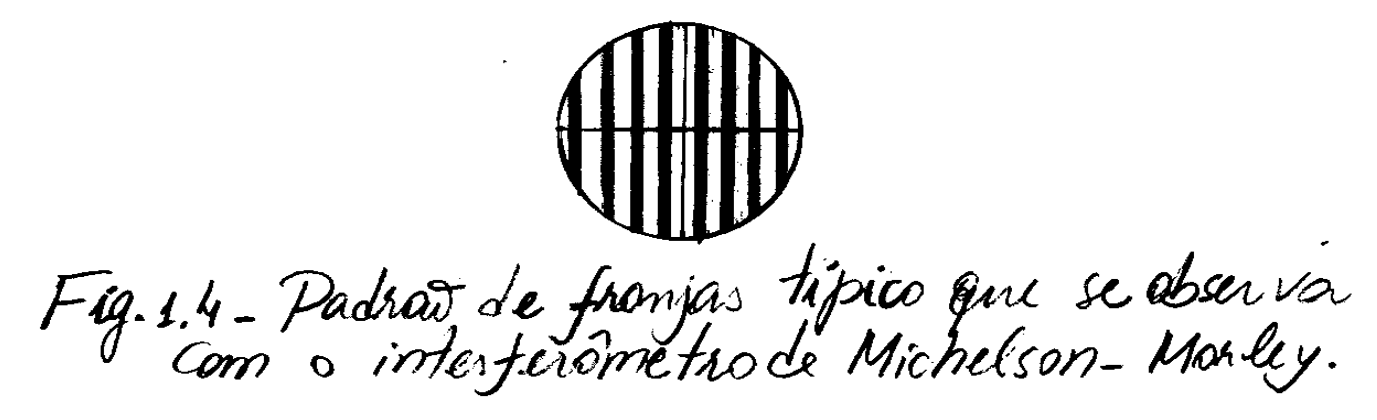 Fig. 1.4 - Padrão de franjas típico que se observa
com o interferômetro de Michelson - Morley.